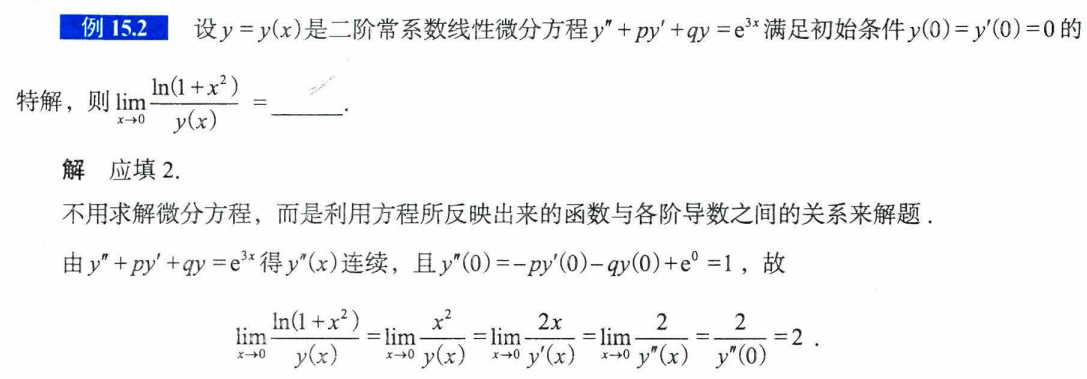 例 15.2 设 y = y(x)是二阶常系数线性微分方程 y″ + py′ + qy = e^{3x} 满足初始条件 y(0) = y′(0) = 0 的
特解，则 \lim_{x→0} \frac{ln(1 + x^2)}{y(x)} = ______.
解 应填 2.
不用求解微分方程，而是利用方程所反映出来的函数与各阶导数之间的关系来解题.
由 y″ + py′ + qy = e^{3x} 得 y″(x)连续，且 y″(0) = −py′(0) − qy(0) + e^0 = 1，故
\lim_{x→0} \frac{ln(1 + x^2)}{y(x)} = \lim_{x→0} \frac{x^2}{y(x)} = \lim_{x→0} \frac{2x}{y′(x)} = \lim_{x→0} \frac{2}{y″(x)} = \frac{2}{y″(0)} = 2.